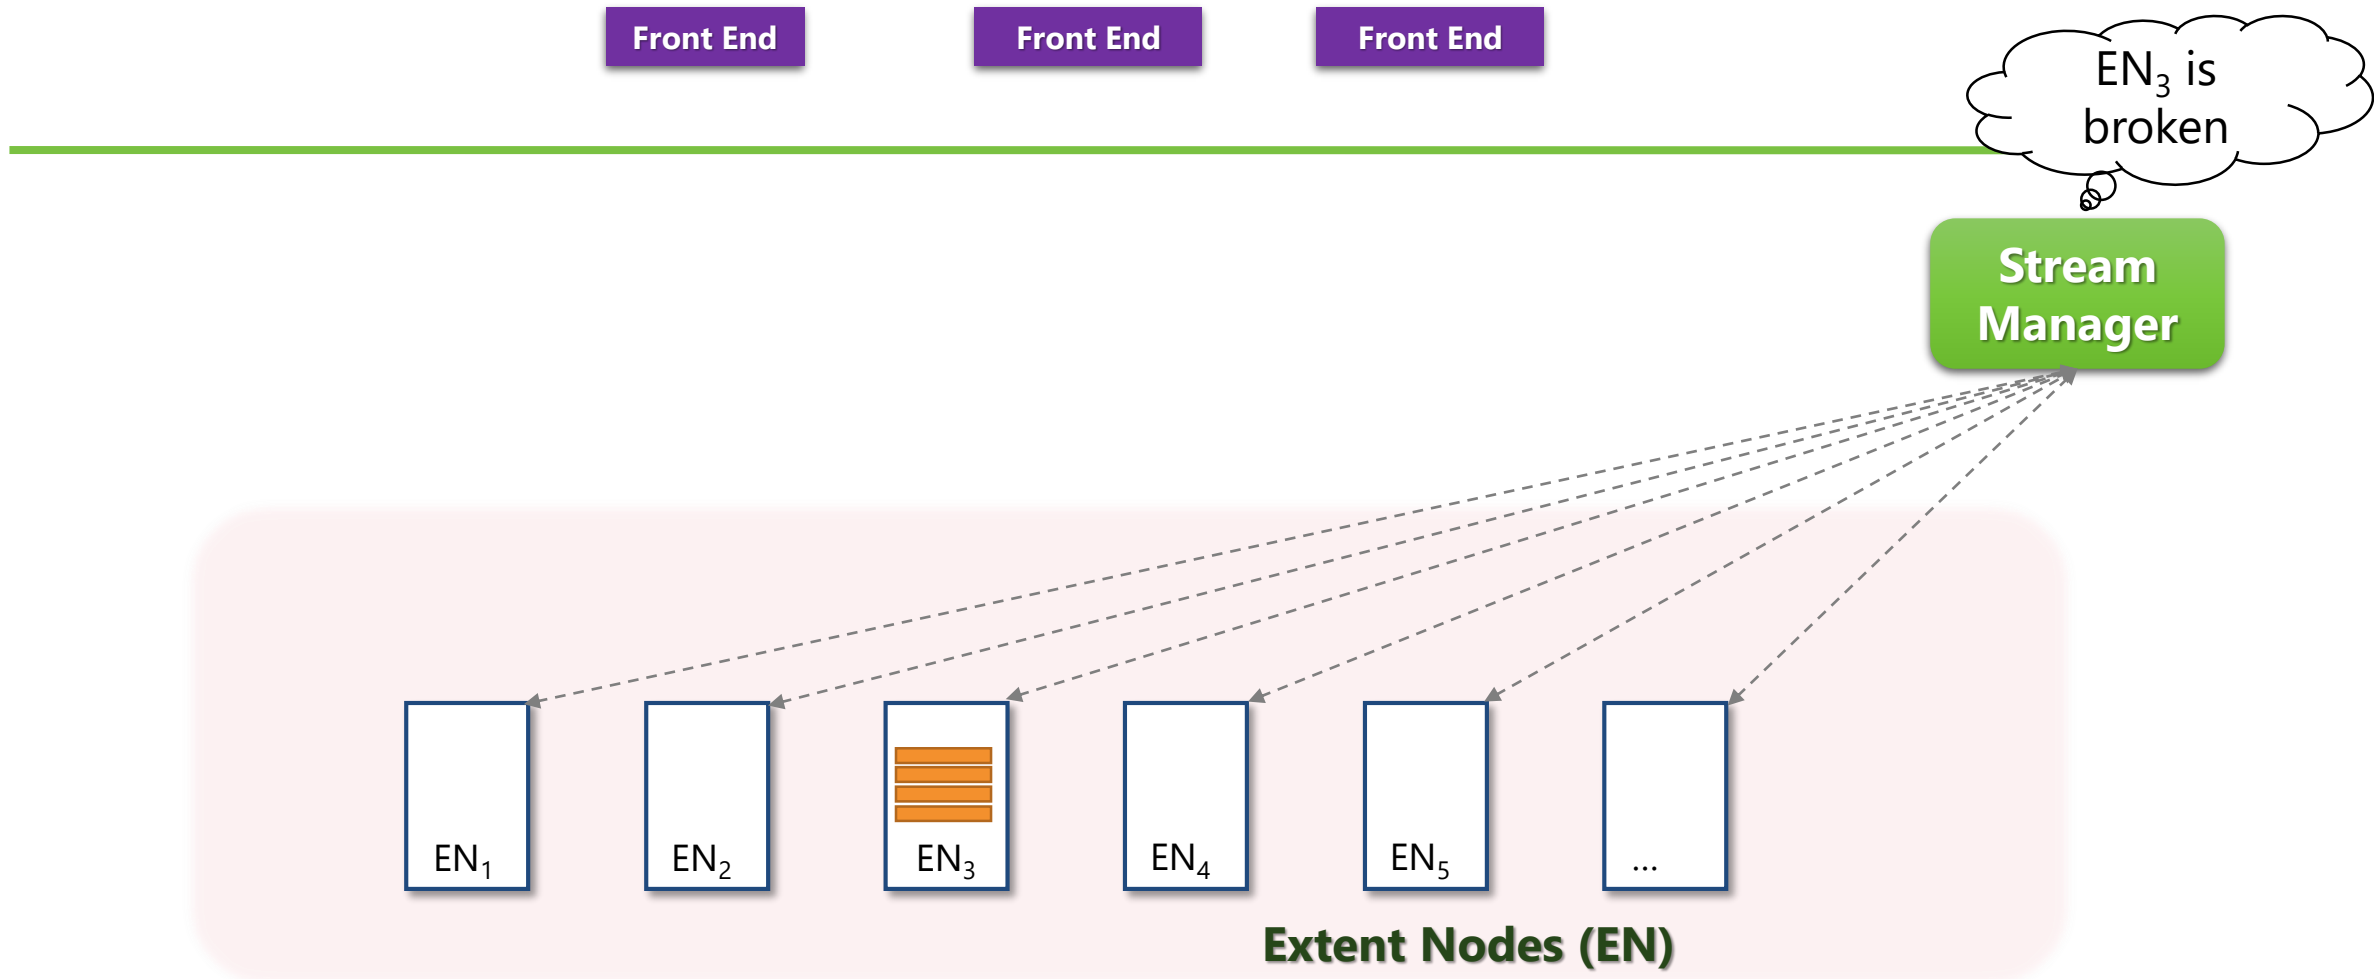 Front End
Front End
Front End
EN₃ is
broken
Stream
Manager
EN₁
EN₂
EN₃
EN₄
EN₅
...
Extent Nodes (EN)